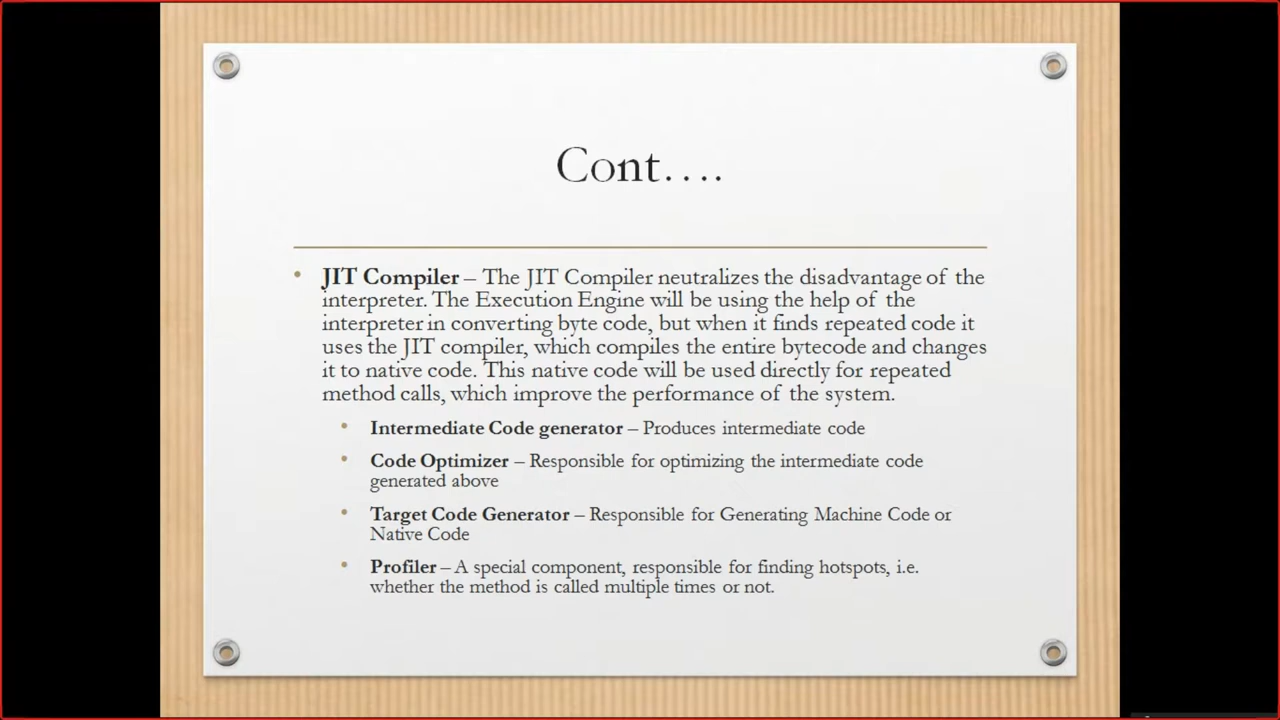 Cont….
• JIT Compiler – The JIT Compiler neutralizes the disadvantage of the
interpreter. The Execution Engine will be using the help of the
interpreter in converting byte code, but when it finds repeated code it
uses the JIT compiler, which compiles the entire bytecode and changes
it to native code. This native code will be used directly for repeated
method calls, which improve the performance of the system.
• Intermediate Code generator – Produces intermediate code
• Code Optimizer – Responsible for optimizing the intermediate code
generated above
• Target Code Generator – Responsible for Generating Machine Code or
Native Code
• Profiler – A special component, responsible for finding hotspots, i.e.
whether the method is called multiple times or not.